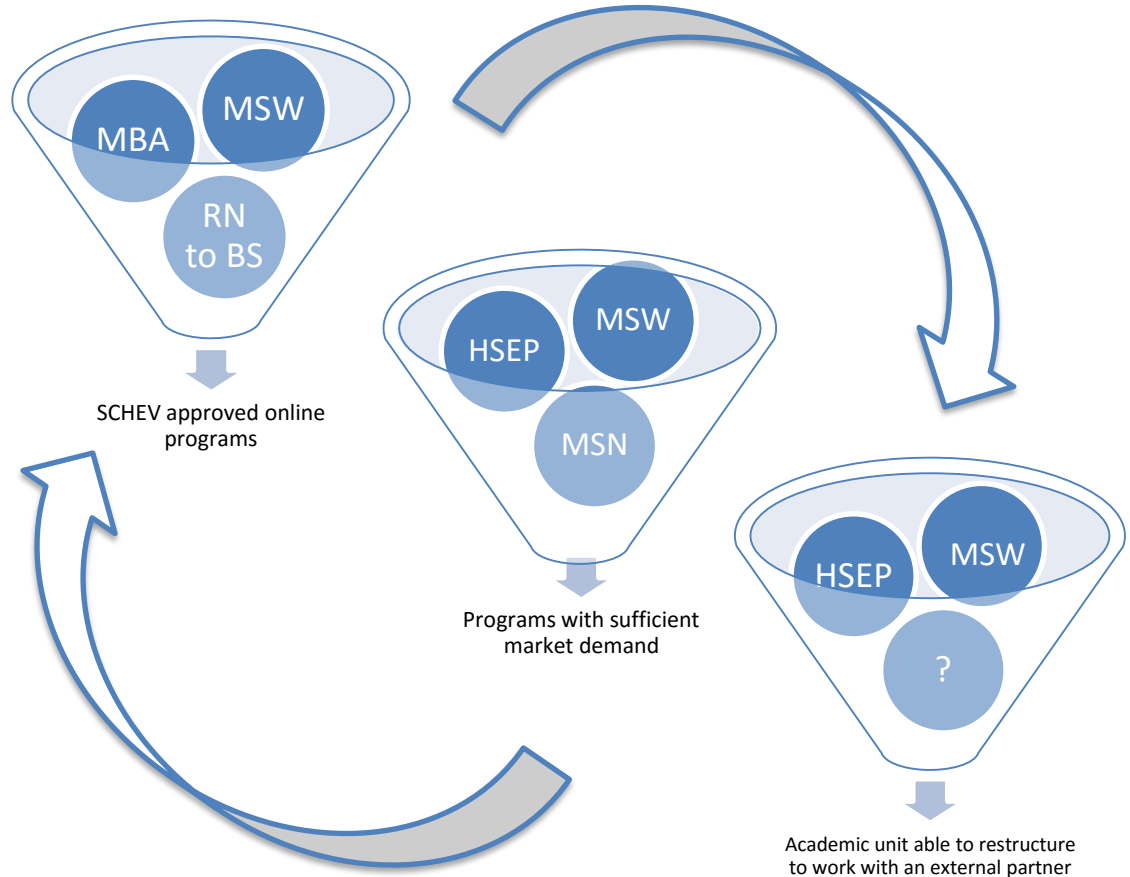 MBA
MSW
RN
to BS
SCHEV approved online
programs
HSEP
MSW
MSN
Programs with sufficient
market demand
HSEP
MSW
?
Academic unit able to restructure
to work with an external partner